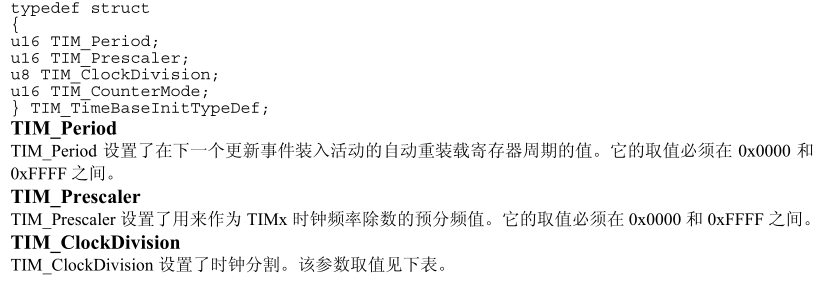 typedef struct
{
u16 TIM_Period;
u16 TIM_Prescaler;
u8 TIM_ClockDivision;
u16 TIM_CounterMode;
} TIM_TimeBaseInitTypeDef;
TIM_Period
TIM_Period 设置了在下一个更新事件装入活动的自动重装载寄存器周期的值。它的取值必须在 0x0000 和
0xFFFF 之间。
TIM_Prescaler
TIM_Prescaler 设置了用来作为 TIMx 时钟频率除数的预分频值。它的取值必须在 0x0000 和 0xFFFF 之间。
TIM_ClockDivision
TIM_ClockDivision 设置了时钟分割。该参数取值见下表。